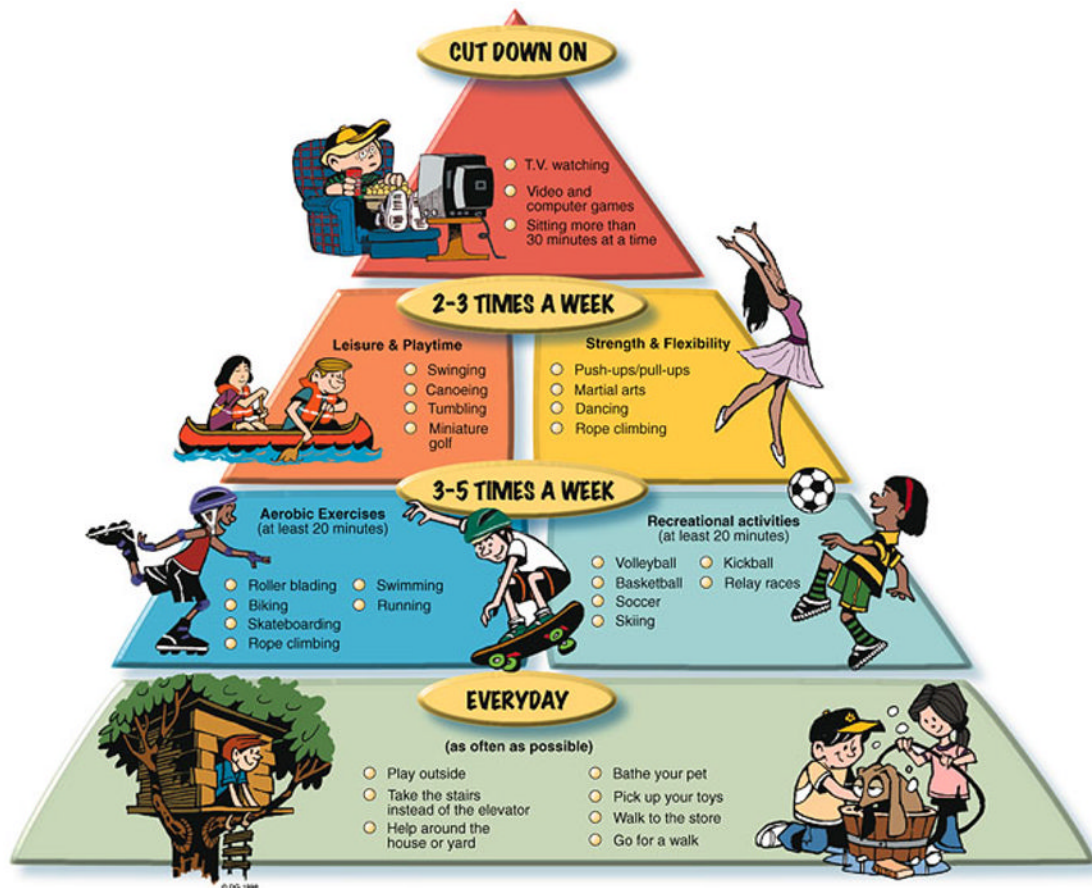 CUT DOWN ON
T.V. watching
Video and
computer games
Sitting more than
30 minutes at a time
2-3 TIMES A WEEK
Leisure & Playtime
Swinging
Canoeing
Tumbling
Miniature
golf
Strength & Flexibility
Push-ups/pull-ups
Martial arts
Dancing
Rope climbing
3-5 TIMES A WEEK
Aerobic Exercises
(at least 20 minutes)
Roller blading
Biking
Skateboarding
Rope climbing
Swimming
Running
Recreational activities
(at least 20 minutes)
Volleyball
Basketball
Soccer
Skiing
Kickball
Relay races
EVERYDAY
(as often as possible)
Play outside
Take the stairs
instead of the elevator
Help around the
house or yard
Bathe your pet
Pick up your toys
Walk to the store
Go for a walk
© DG 1998